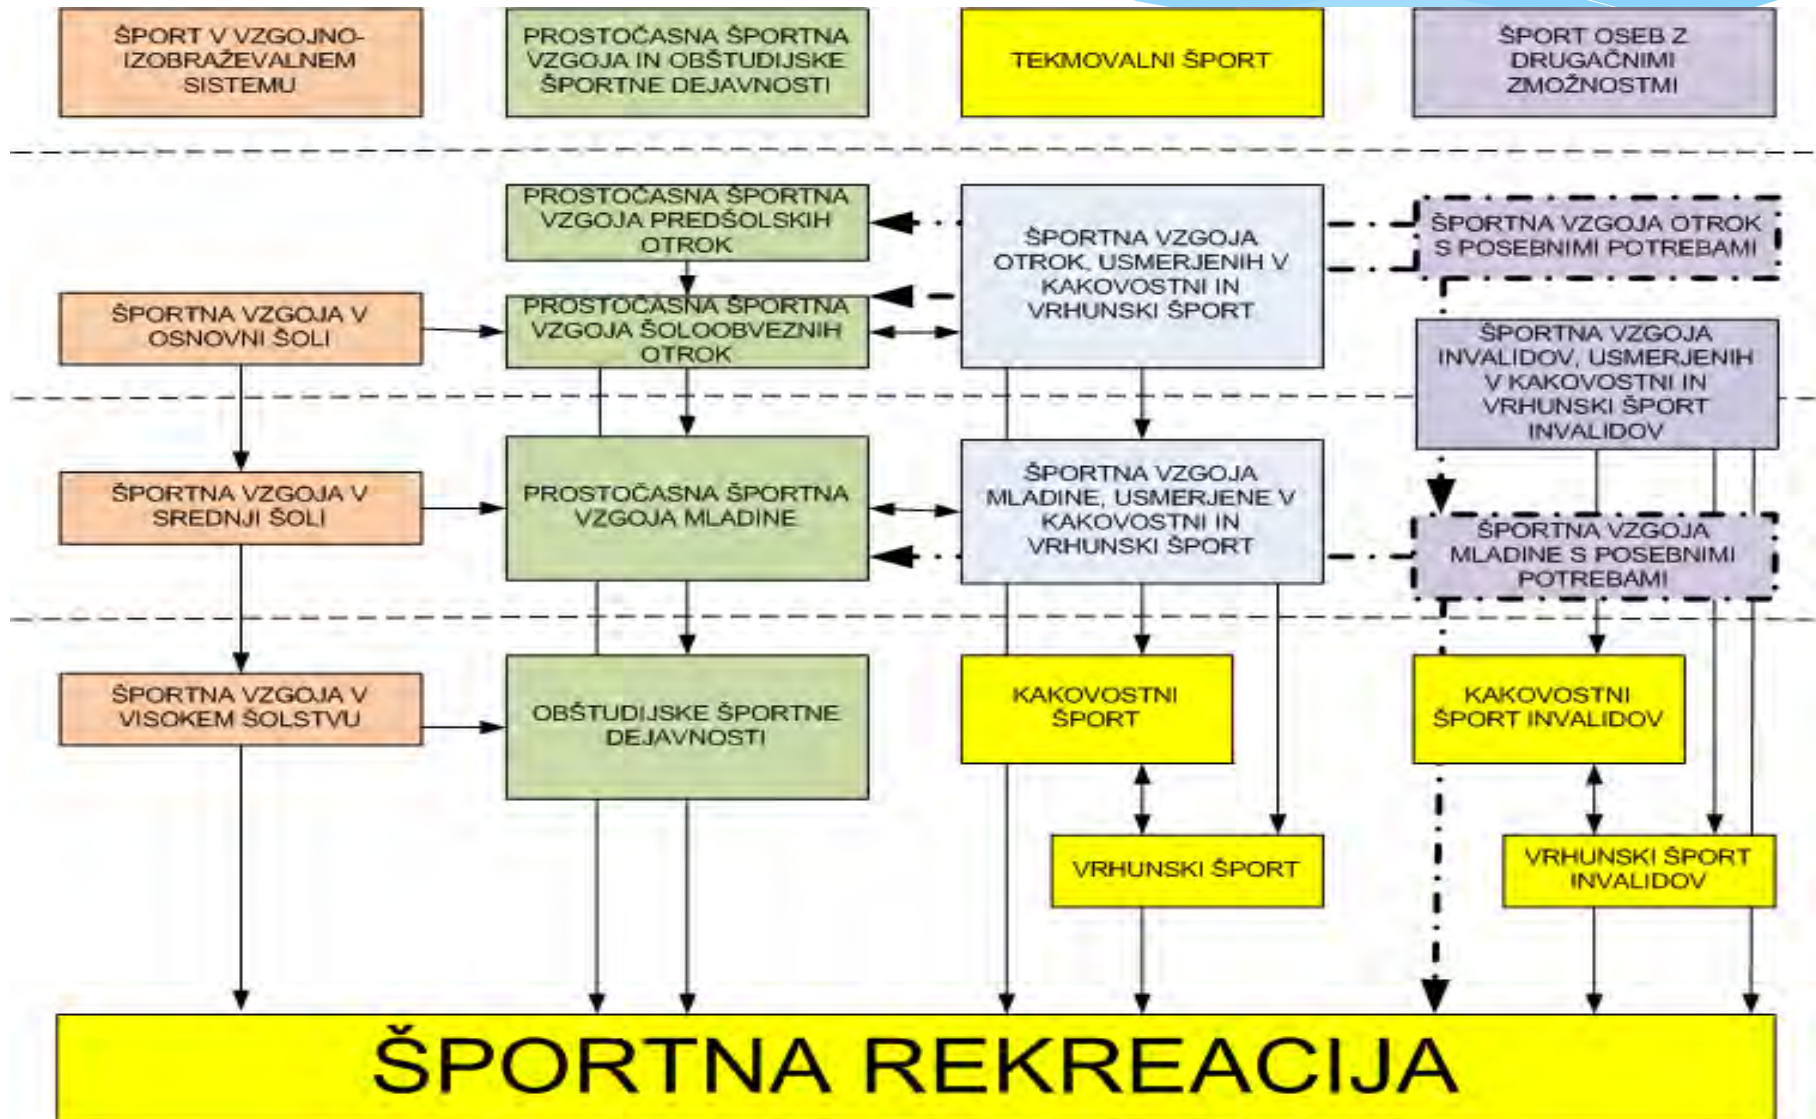 ŠPORT V VZGOJNO-
IZOBRAŽEVALNEM
SISTEMU
PROSTOČASNA ŠPORTNA
VZGOJA IN OBŠTUDIJSKE
ŠPORTNE DEJAVNOSTI
TEKMOVALNI ŠPORT
ŠPORT OSEB Z
DRUGAČNIMI
ZMOŽNOSTMI
PROSTOČASNA ŠPORTNA
VZGOJA PREDŠOLSKIH
OTROK
ŠPORTNA VZGOJA
OTROK, USMERJENIH V
KAKOVOSTNI IN
VRHUNSKI ŠPORT
ŠPORTNA VZGOJA OTROK
S POSEBNIMI POTREBAMI
ŠPORTNA VZGOJA V
OSNOVNI ŠOLI
PROSTOČASNA ŠPORTNA
VZGOJA ŠOLOOBVEZNIH
OTROK
ŠPORTNA VZGOJA
INVALIDOV, USMERJENIH
V KAKOVOSTNI IN
VRHUNSKI ŠPORT
INVALIDOV
ŠPORTNA VZGOJA V
SREDNJI ŠOLI
PROSTOČASNA ŠPORTNA
VZGOJA MLADINE
ŠPORTNA VZGOJA
MLADINE, USMERJENE V
KAKOVOSTNI IN
VRHUNSKI ŠPORT
ŠPORTNA VZGOJA
MLADINE S POSEBNIMI
POTREBAMI
ŠPORTNA VZGOJA V
VISOKEM ŠOLSTVU
OBŠTUDIJSKE ŠPORTNE
DEJAVNOSTI
KAKOVOSTNI
ŠPORT
KAKOVOSTNI
ŠPORT INVALIDOV
VRHUNSKI ŠPORT
VRHUNSKI ŠPORT
INVALIDOV
ŠPORTNA REKREACIJA